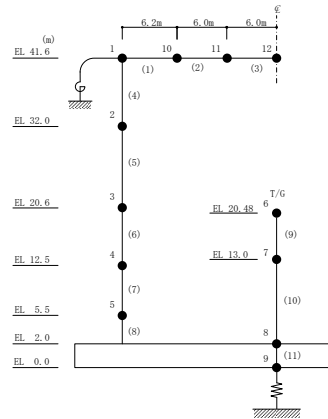 ℄
6.2m 6.0m 6.0m
(m)
EL 41.6 1 10 11 12
(1) (2) (3)
(4)
EL 32.0 2
(5)
EL 20.6 3 T/G
EL 20.48 6
(6) (9)
EL 12.5 4 EL 13.0 7
(7) (10)
EL 5.5 5
(8)
EL 2.0 8
(11)
EL 0.0 9